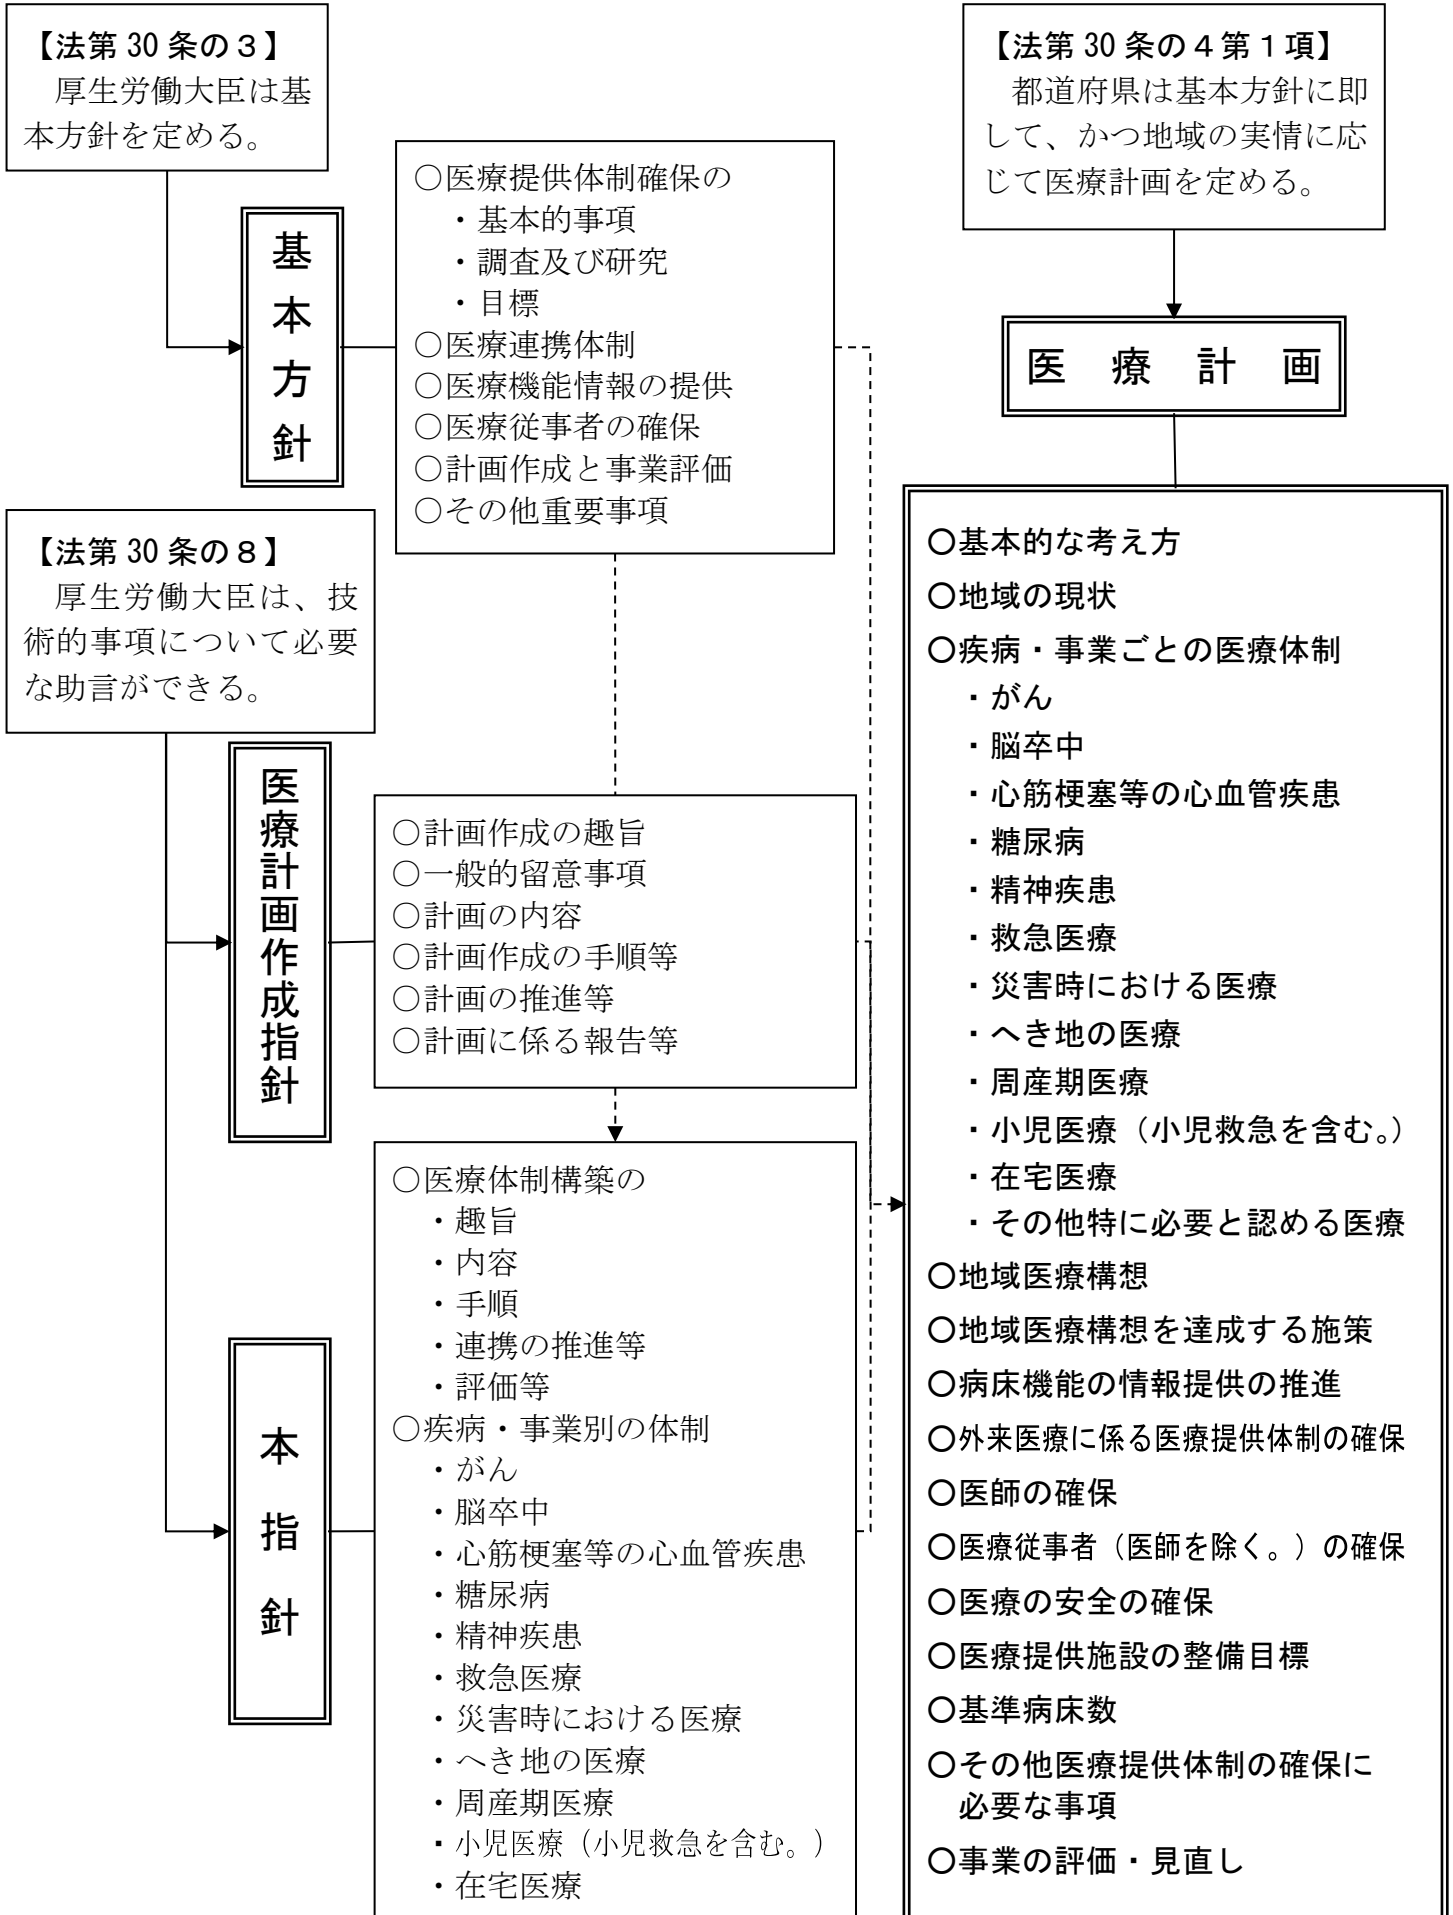 【法第 30 条の３】
厚生労働大臣は基
本方針を定める。
基本方針
○医療提供体制確保の
・基本的事項
・調査及び研究
・目標
○医療連携体制
○医療機能情報の提供
○医療従事者の確保
○計画作成と事業評価
○その他重要事項
【法第 30 条の８】
厚生労働大臣は、技
術的事項について必要
な助言ができる。
医療計画作成指針
○計画作成の趣旨
○一般的留意事項
○計画の内容
○計画作成の手順等
○計画の推進等
○計画に係る報告等
本指針
○医療体制構築の
・趣旨
・内容
・手順
・連携の推進等
・評価等
○疾病・事業別の体制
・がん
・脳卒中
・心筋梗塞等の心血管疾患
・糖尿病
・精神疾患
・救急医療
・災害時における医療
・へき地の医療
・周産期医療
・小児医療（小児救急を含む。）
・在宅医療
【法第 30 条の４第１項】
都道府県は基本方針に即
して、かつ地域の実情に応
じて医療計画を定める。
医 療 計 画
○基本的な考え方
○地域の現状
○疾病・事業ごとの医療体制
・がん
・脳卒中
・心筋梗塞等の心血管疾患
・糖尿病
・精神疾患
・救急医療
・災害時における医療
・へき地の医療
・周産期医療
・小児医療（小児救急を含む。）
・在宅医療
・その他特に必要と認める医療
○地域医療構想
○地域医療構想を達成する施策
○病床機能の情報提供の推進
○外来医療に係る医療提供体制の確保
○医師の確保
○医療従事者（医師を除く。）の確保
○医療の安全の確保
○医療提供施設の整備目標
○基準病床数
○その他医療提供体制の確保に
必要な事項
○事業の評価・見直し